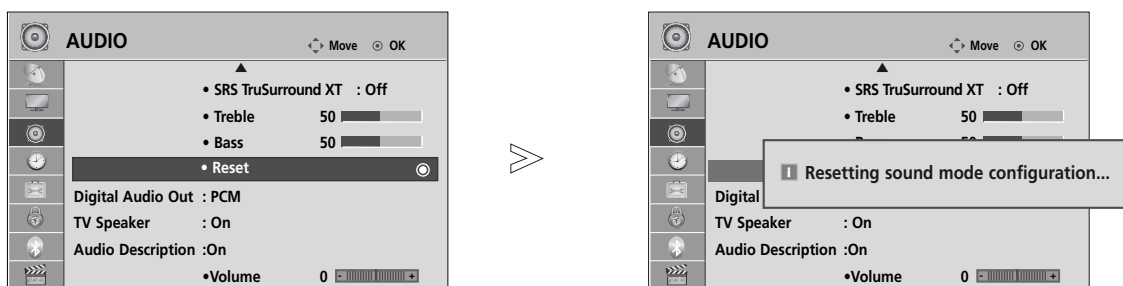 AUDIO
Move OK
• SRS TruSurround XT : Off
• Treble 50
• Bass 50
• Reset
Digital Audio Out : PCM
TV Speaker : On
Audio Description :On
•Volume 0 - +
AUDIO
Move OK
• SRS TruSurround XT : Off
• Treble 50
i Resetting sound mode configuration...
Digital
TV Speaker : On
Audio Description :On
•Volume 0 - +